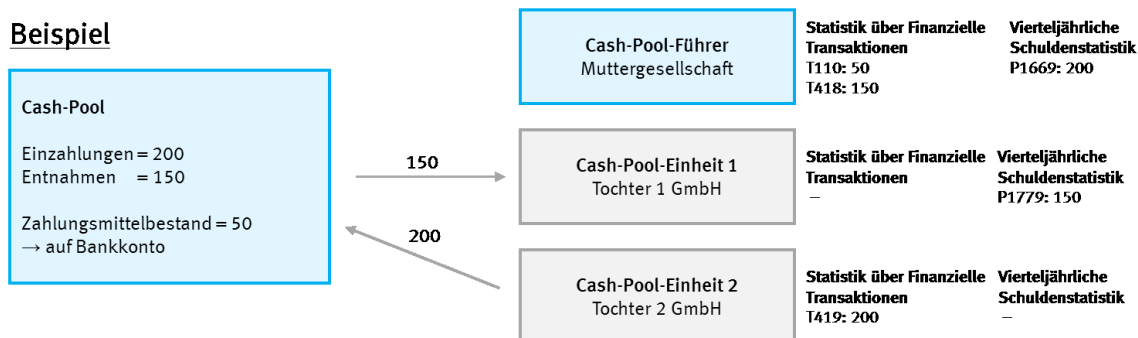 Beispiel
Cash-Pool
Einzahlungen = 200
Entnahmen = 150
Zahlungsmittelbestand = 50
→ auf Bankkonto
150
200
Cash-Pool-Führer
Muttergesellschaft
Statistik über Finanzielle
Transaktionen
T110: 50
T418: 150
Vierteljährliche
Schuldenstatistik
P1669: 200
Cash-Pool-Einheit 1
Tochter 1 GmbH
Statistik über Finanzielle
Transaktionen
–
Vierteljährliche
Schuldenstatistik
P1779: 150
Cash-Pool-Einheit 2
Tochter 2 GmbH
Statistik über Finanzielle
Transaktionen
T419: 200
Vierteljährliche
Schuldenstatistik
–